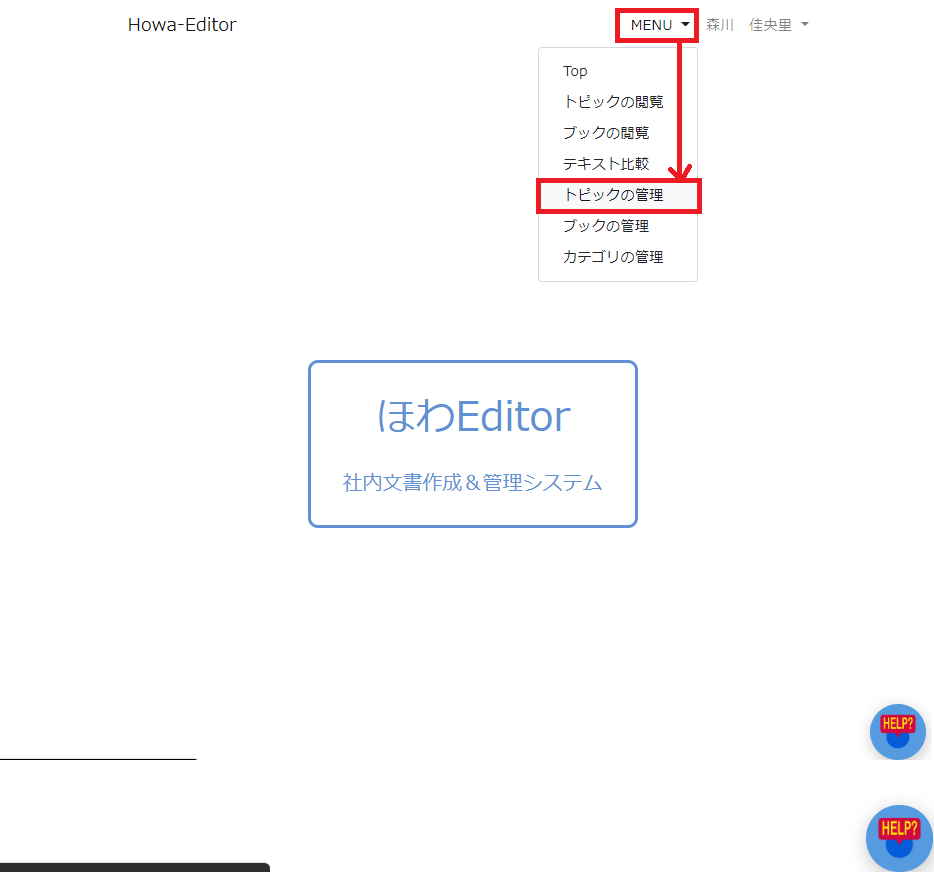 Howa-Editor MENU 森川 佳央里
Top
トピックの閲覧
ブックの閲覧
テキスト比較
トピックの管理
ブックの管理
カテゴリの管理
ほわEditor
社内文書作成＆管理システム
HELP?
HELP?